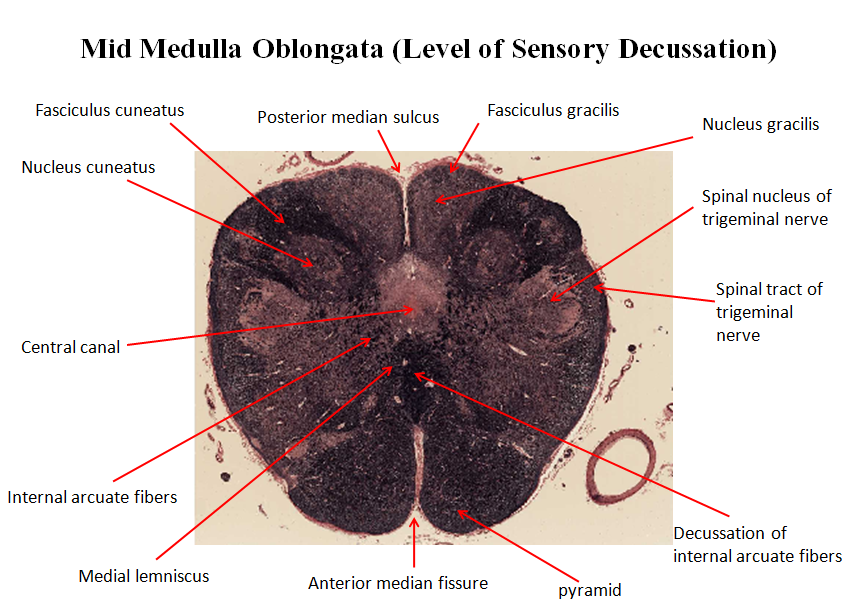 Mid Medulla Oblongata (Level of Sensory Decussation)
Fasciculus cuneatus
Posterior median sulcus
Fasciculus gracilis
Nucleus gracilis
Nucleus cuneatus
Spinal nucleus of
trigeminal nerve
Spinal tract of
trigeminal
nerve
Central canal
Internal arcuate fibers
Decussation of
internal arcuate fibers
Medial lemniscus
Anterior median fissure
pyramid